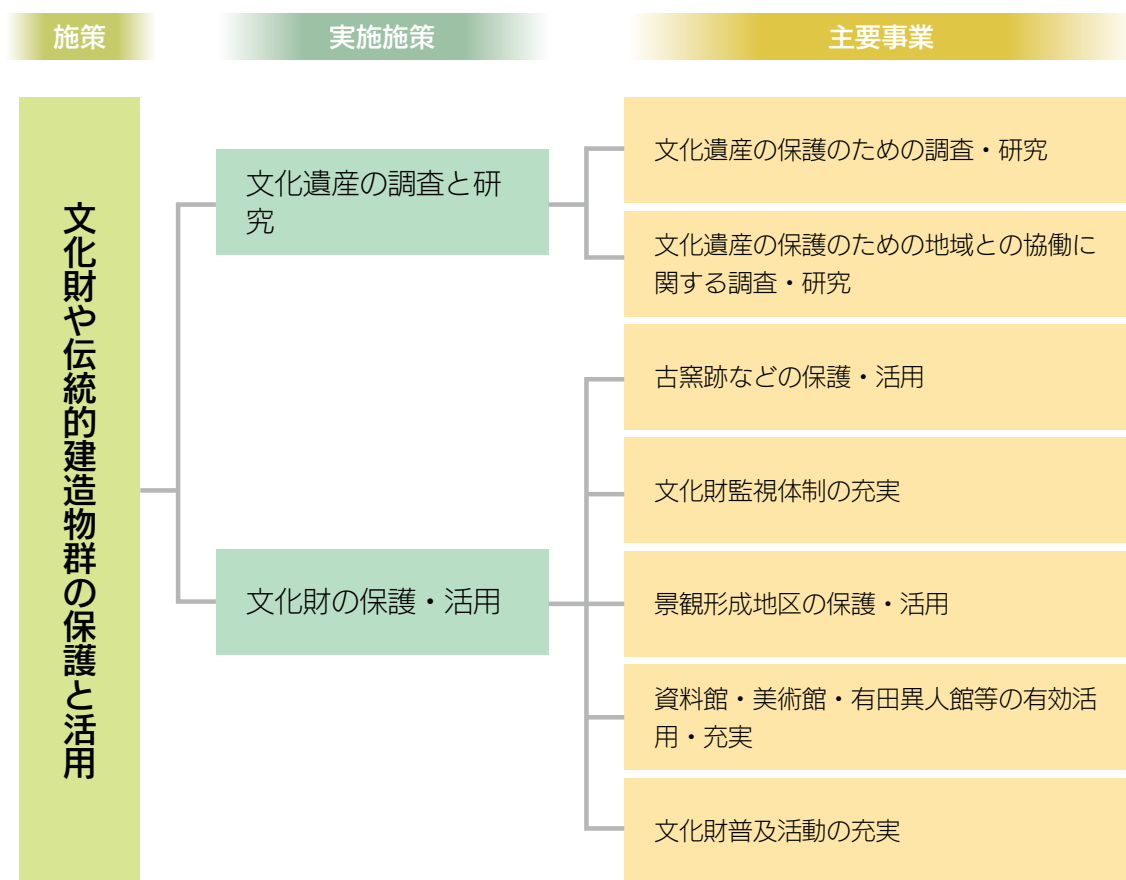 施策
実施施策
主要事業
文化財や伝統的建造物群の保護と活用
文化遺産の調査と研
究
文化遺産の保護のための調査・研究
文化遺産の保護のための地域との協働に
関する調査・研究
文化財の保護・活用
古窯跡などの保護・活用
文化財監視体制の充実
景観形成地区の保護・活用
資料館・美術館・有田異人館等の有効活
用・充実
文化財普及活動の充実